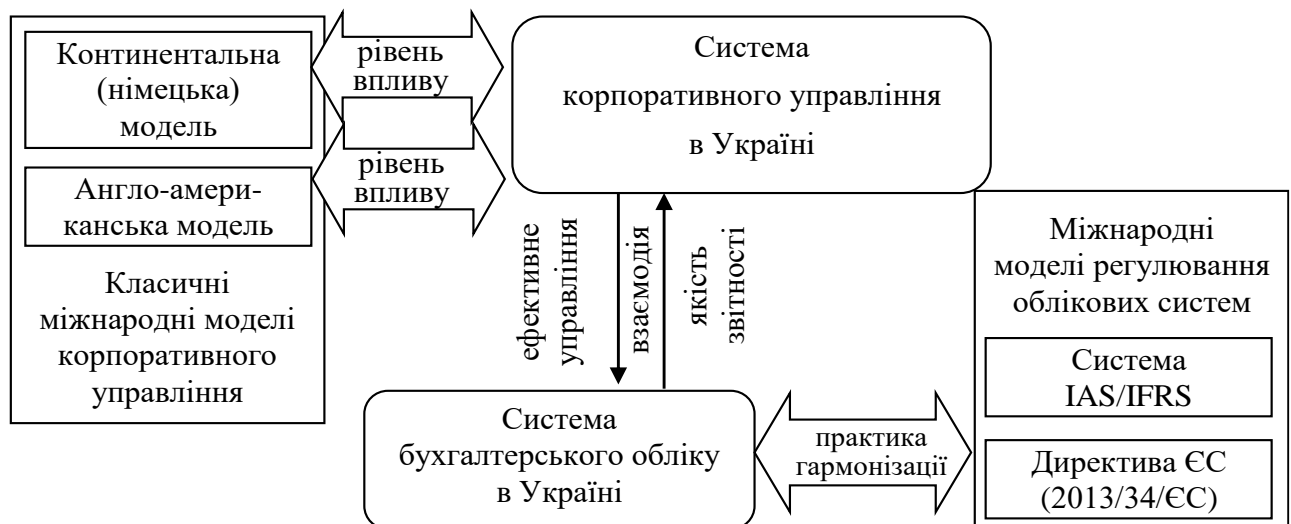 Континентальна
(німецька)
модель
Англо-амери-
канська модель
Класичні
міжнародні моделі
корпоративного
управління
рівень
впливу
рівень
впливу
Система
корпоративного управління
в Україні
ефективне
управління
взаємодія
якість
звітності
Система
бухгалтерського обліку
в Україні
практика
гармонізації
Міжнародні
моделі регулювання
облікових систем
Система
IAS/IFRS
Директива ЄС
(2013/34/ЄС)